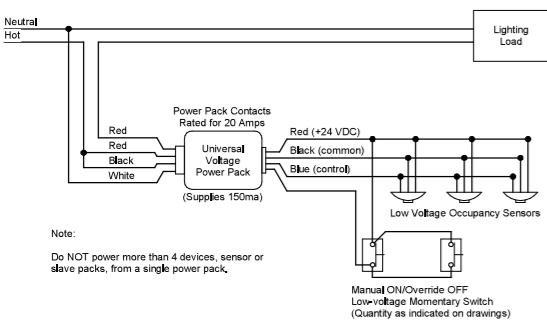 Neutral
Hot
Lighting
Load
Power Pack Contacts
Rated for 20 Amps
Red
Red
Black
White
Universal
Voltage
Power Pack
(Supplies 150ma)
Red (+24 VDC)
Black (common)
Blue (control)
Low Voltage Occupancy Sensors
Note:
Do NOT power more than 4 devices, sensor or
slave packs, from a single power pack.
Manual ON/Override OFF
Low-voltage Momentary Switch
(Quantity as indicated on drawings)